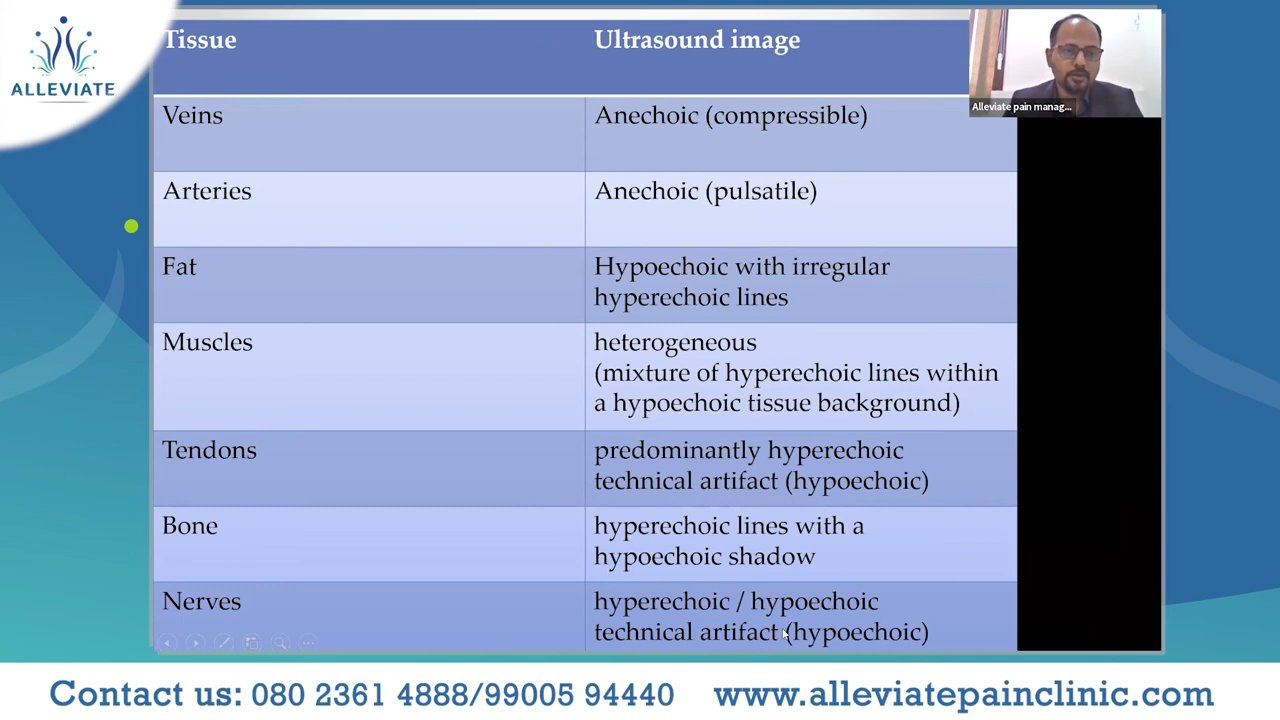 ALLEVIATE
Tissue
Ultrasound image
Alleviate pain manag...
Veins
Anechoic (compressible)
Arteries
Anechoic (pulsatile)
Fat
Hypoechoic with irregular
hyperechoic lines
Muscles
heterogeneous
(mixture of hyperechoic lines within
a hypoechoic tissue background)
Tendons
predominantly hyperechoic
technical artifact (hypoechoic)
Bone
hyperechoic lines with a
hypoechoic shadow
Nerves
hyperechoic / hypoechoic
technical artifact (hypoechoic)
Contact us: 080 2361 4888/99005 94440 www.alleviatepainclinic.com